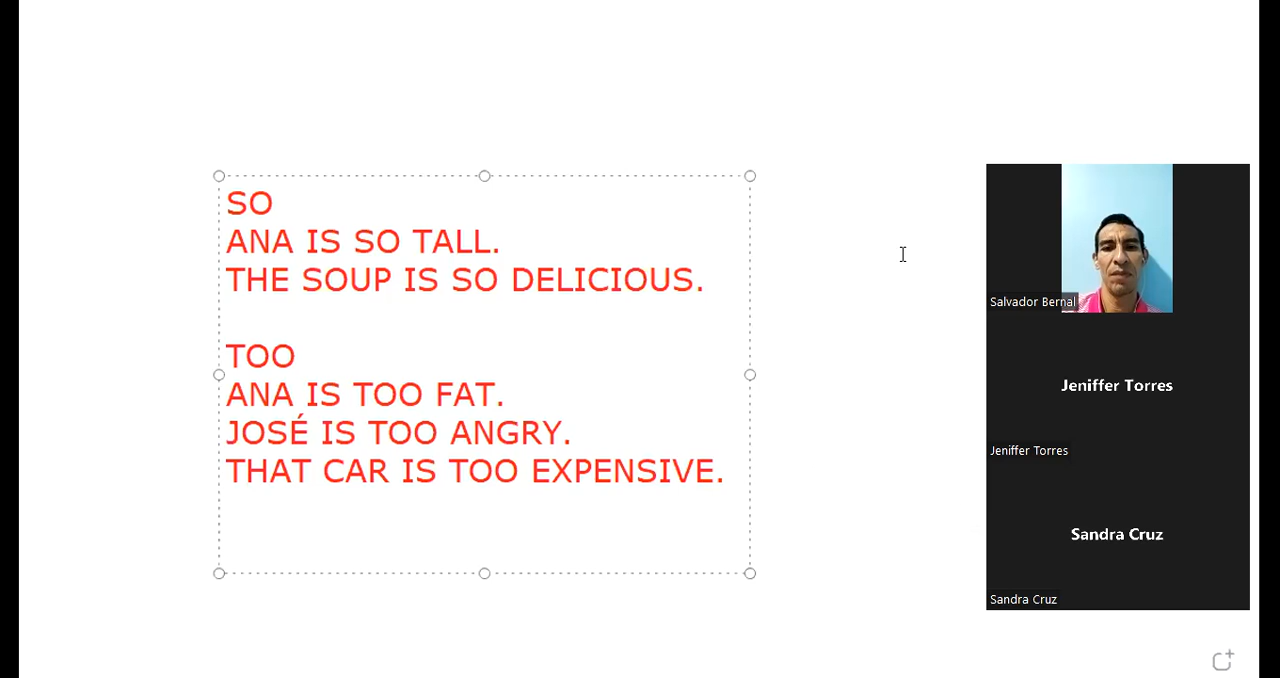 SO
ANA IS SO TALL.
THE SOUP IS SO DELICIOUS.
TOO
ANA IS TOO FAT.
JOSÉ IS TOO ANGRY.
THAT CAR IS TOO EXPENSIVE.
Salvador Bernal
Jeniffer Torres
Jeniffer Torres
Sandra Cruz
Sandra Cruz